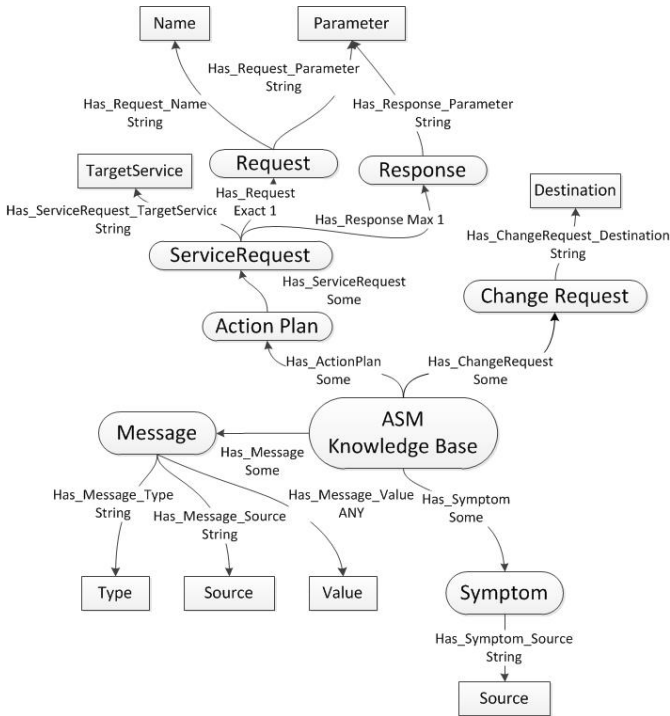 Name
Parameter
Has_Request_Parameter
String
Has_Request_Name
String
Has_Response_Parameter
String
TargetService
Request
Response
Destination
Has_ServiceRequest_TargetService
String
Has_Request
Exact 1
Has_Response Max 1
Has_ChangeRequest_Destination
String
ServiceRequest
Has_ServiceRequest
Some
Change Request
Action Plan
Has_ActionPlan
Some
Has_ChangeRequest
Some
Message
ASM
Knowledge Base
Has_Message
Some
Has_Message_Type
String
Has_Message_Source
String
Has_Message_Value
ANY
Has_Symptom
Some
Type
Source
Value
Symptom
Has_Symptom_Source
String
Source